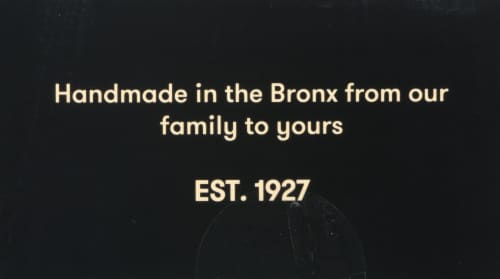 Handmade in the Bronx from our
family to yours
EST. 1927